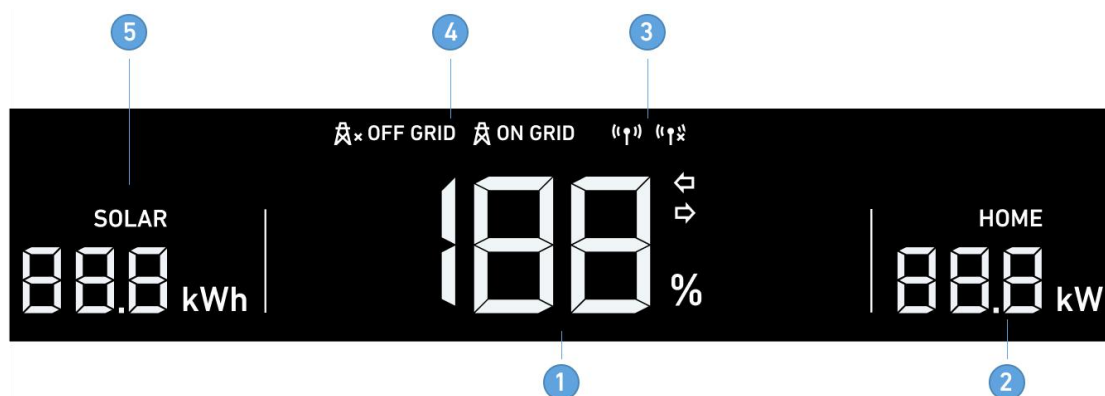 5 4 3
OFF GRID ON GRID
SOLAR 188 % HOME
88.8 kWh 88.8 kW
1 2